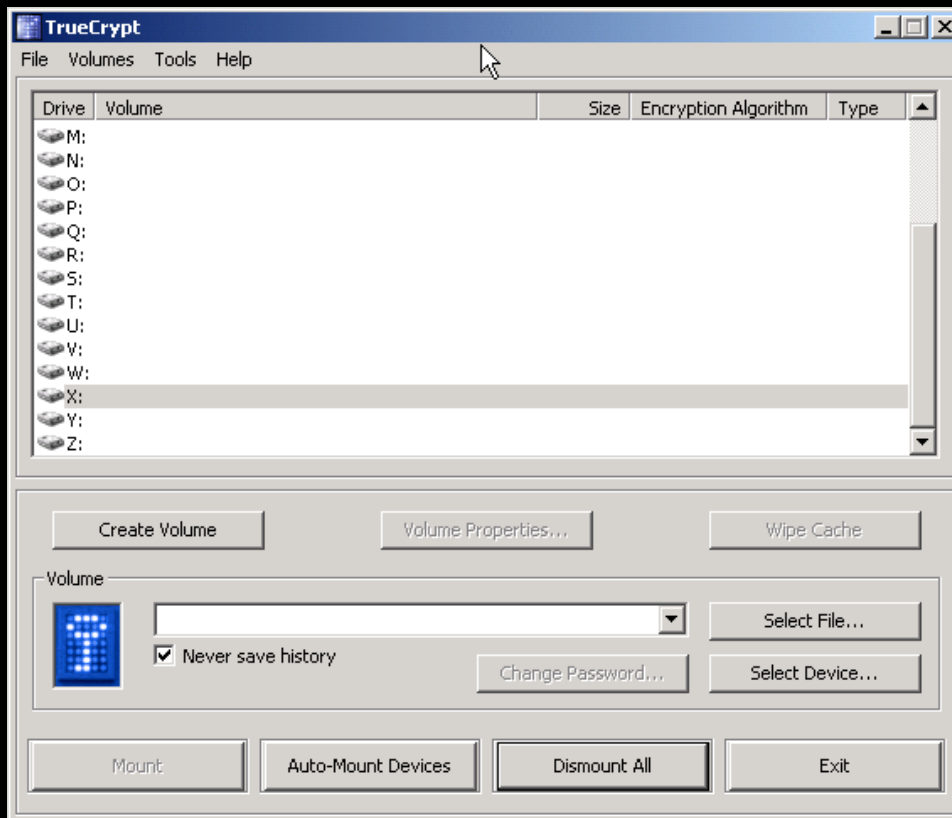 TrueCrypt
File Volumes Tools Help
Drive Volume Size Encryption Algorithm Type
M:
N:
O:
P:
Q:
R:
S:
T:
U:
V:
W:
X:
Y:
Z:
Create Volume Volume Properties... Wipe Cache
Volume
Select File...
Never save history
Change Password... Select Device...
Mount Auto-Mount Devices Dismount All Exit